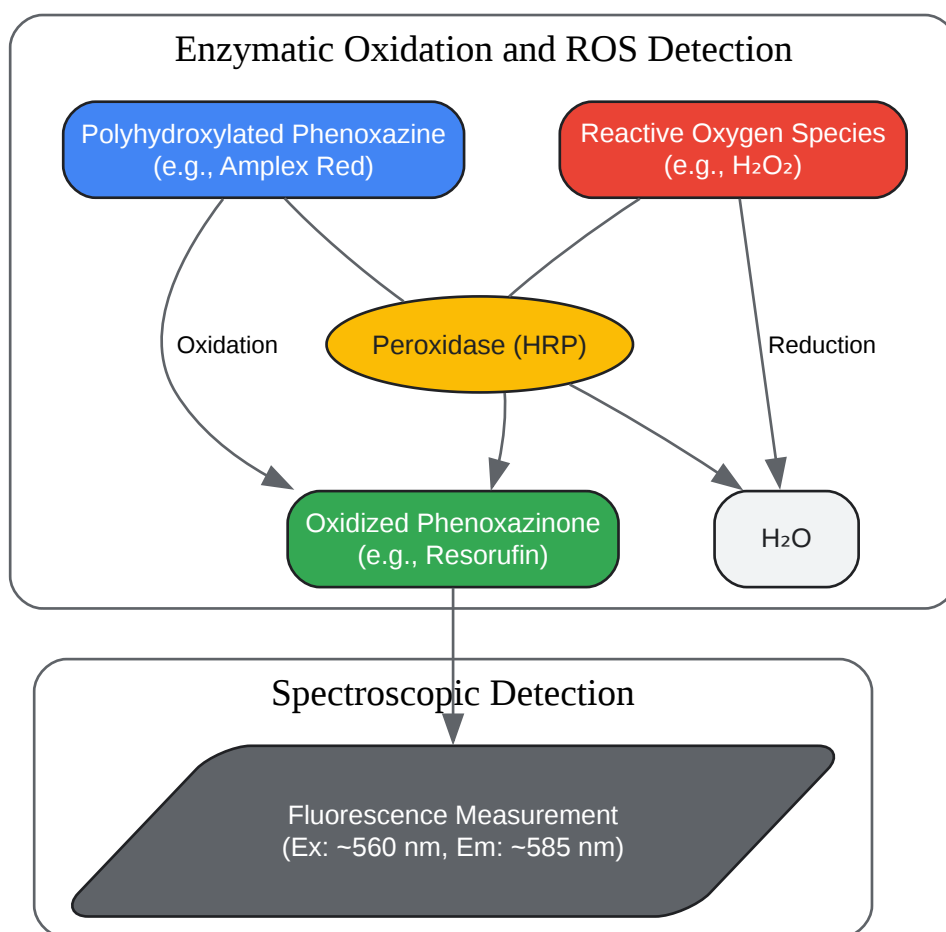 Enzymatic Oxidation and ROS Detection
Polyhydroxylated Phenoxazine
(e.g., Amplex Red)
Reactive Oxygen Species
(e.g., H₂O₂)
Oxidation
Peroxidase (HRP)
Reduction
Oxidized Phenoxazinone
(e.g., Resorufin)
H₂O
Spectroscopic Detection
Fluorescence Measurement
(Ex: ~560 nm, Em: ~585 nm)